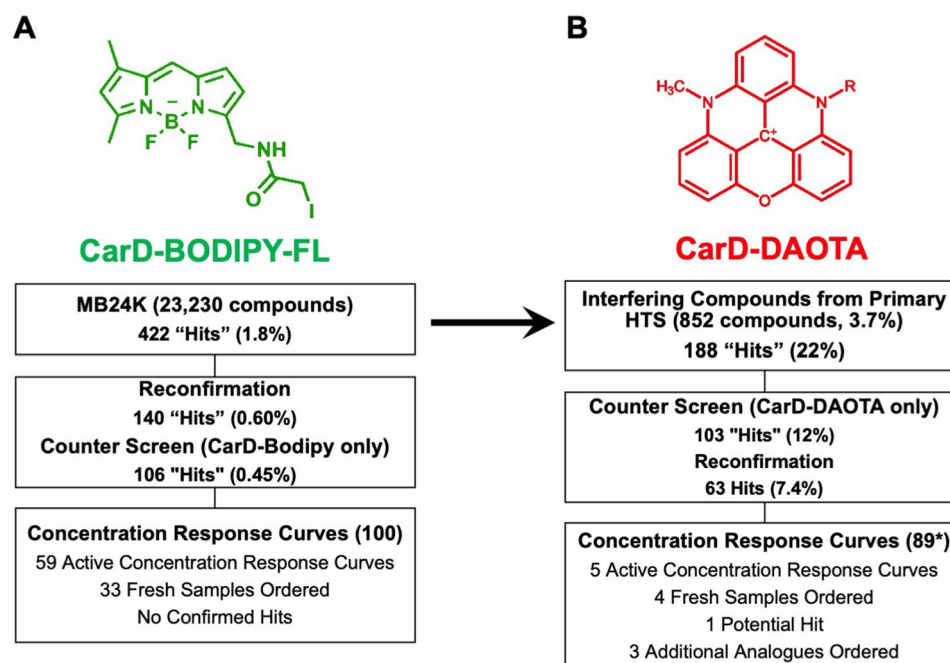 A
N
−
N
B
F
F
NH
O
I
CarD-BODIPY-FL
MB24K (23,230 compounds)
422 “Hits” (1.8%)
Reconfirmation
140 “Hits” (0.60%)
Counter Screen (CarD-Bodipy only)
106 "Hits" (0.45%)
Concentration Response Curves (100)
59 Active Concentration Response Curves
33 Fresh Samples Ordered
No Confirmed Hits
B
H₃C
N
N
R
C⁺
O
CarD-DAOTA
Interfering Compounds from Primary
HTS (852 compounds, 3.7%)
188 “Hits” (22%)
Counter Screen (CarD-DAOTA only)
103 "Hits" (12%)
Reconfirmation
63 Hits (7.4%)
Concentration Response Curves (89*)
5 Active Concentration Response Curves
4 Fresh Samples Ordered
1 Potential Hit
3 Additional Analogues Ordered